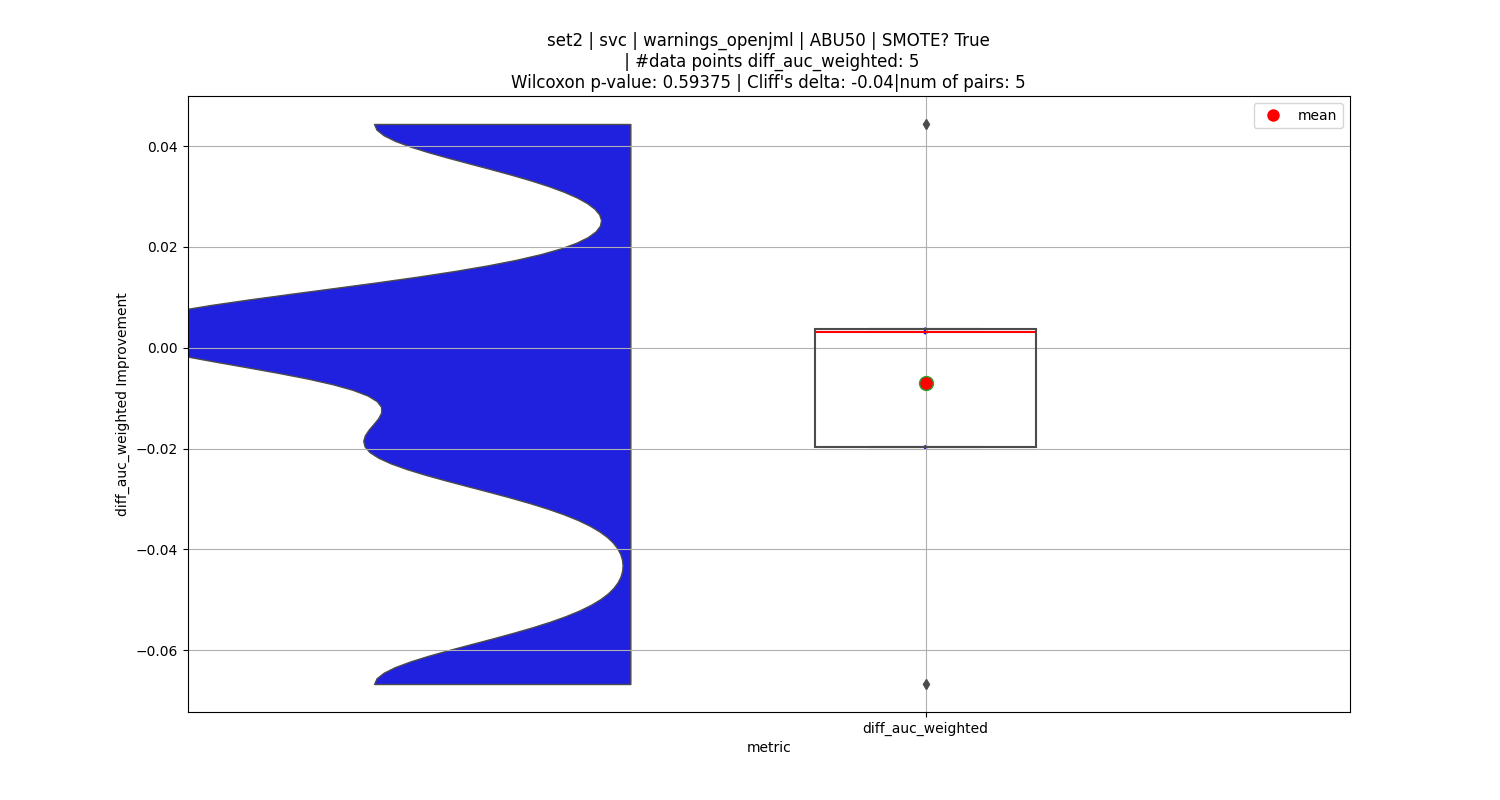 set2 | svc | warnings_openjml | ABU50 | SMOTE? True
| #data points diff_auc_weighted: 5
Wilcoxon p-value: 0.59375 | Cliff's delta: -0.04|num of pairs: 5
mean
0.04
0.02
0.00
−0.02
−0.04
−0.06
diff_auc_weighted Improvement
diff_auc_weighted
metric